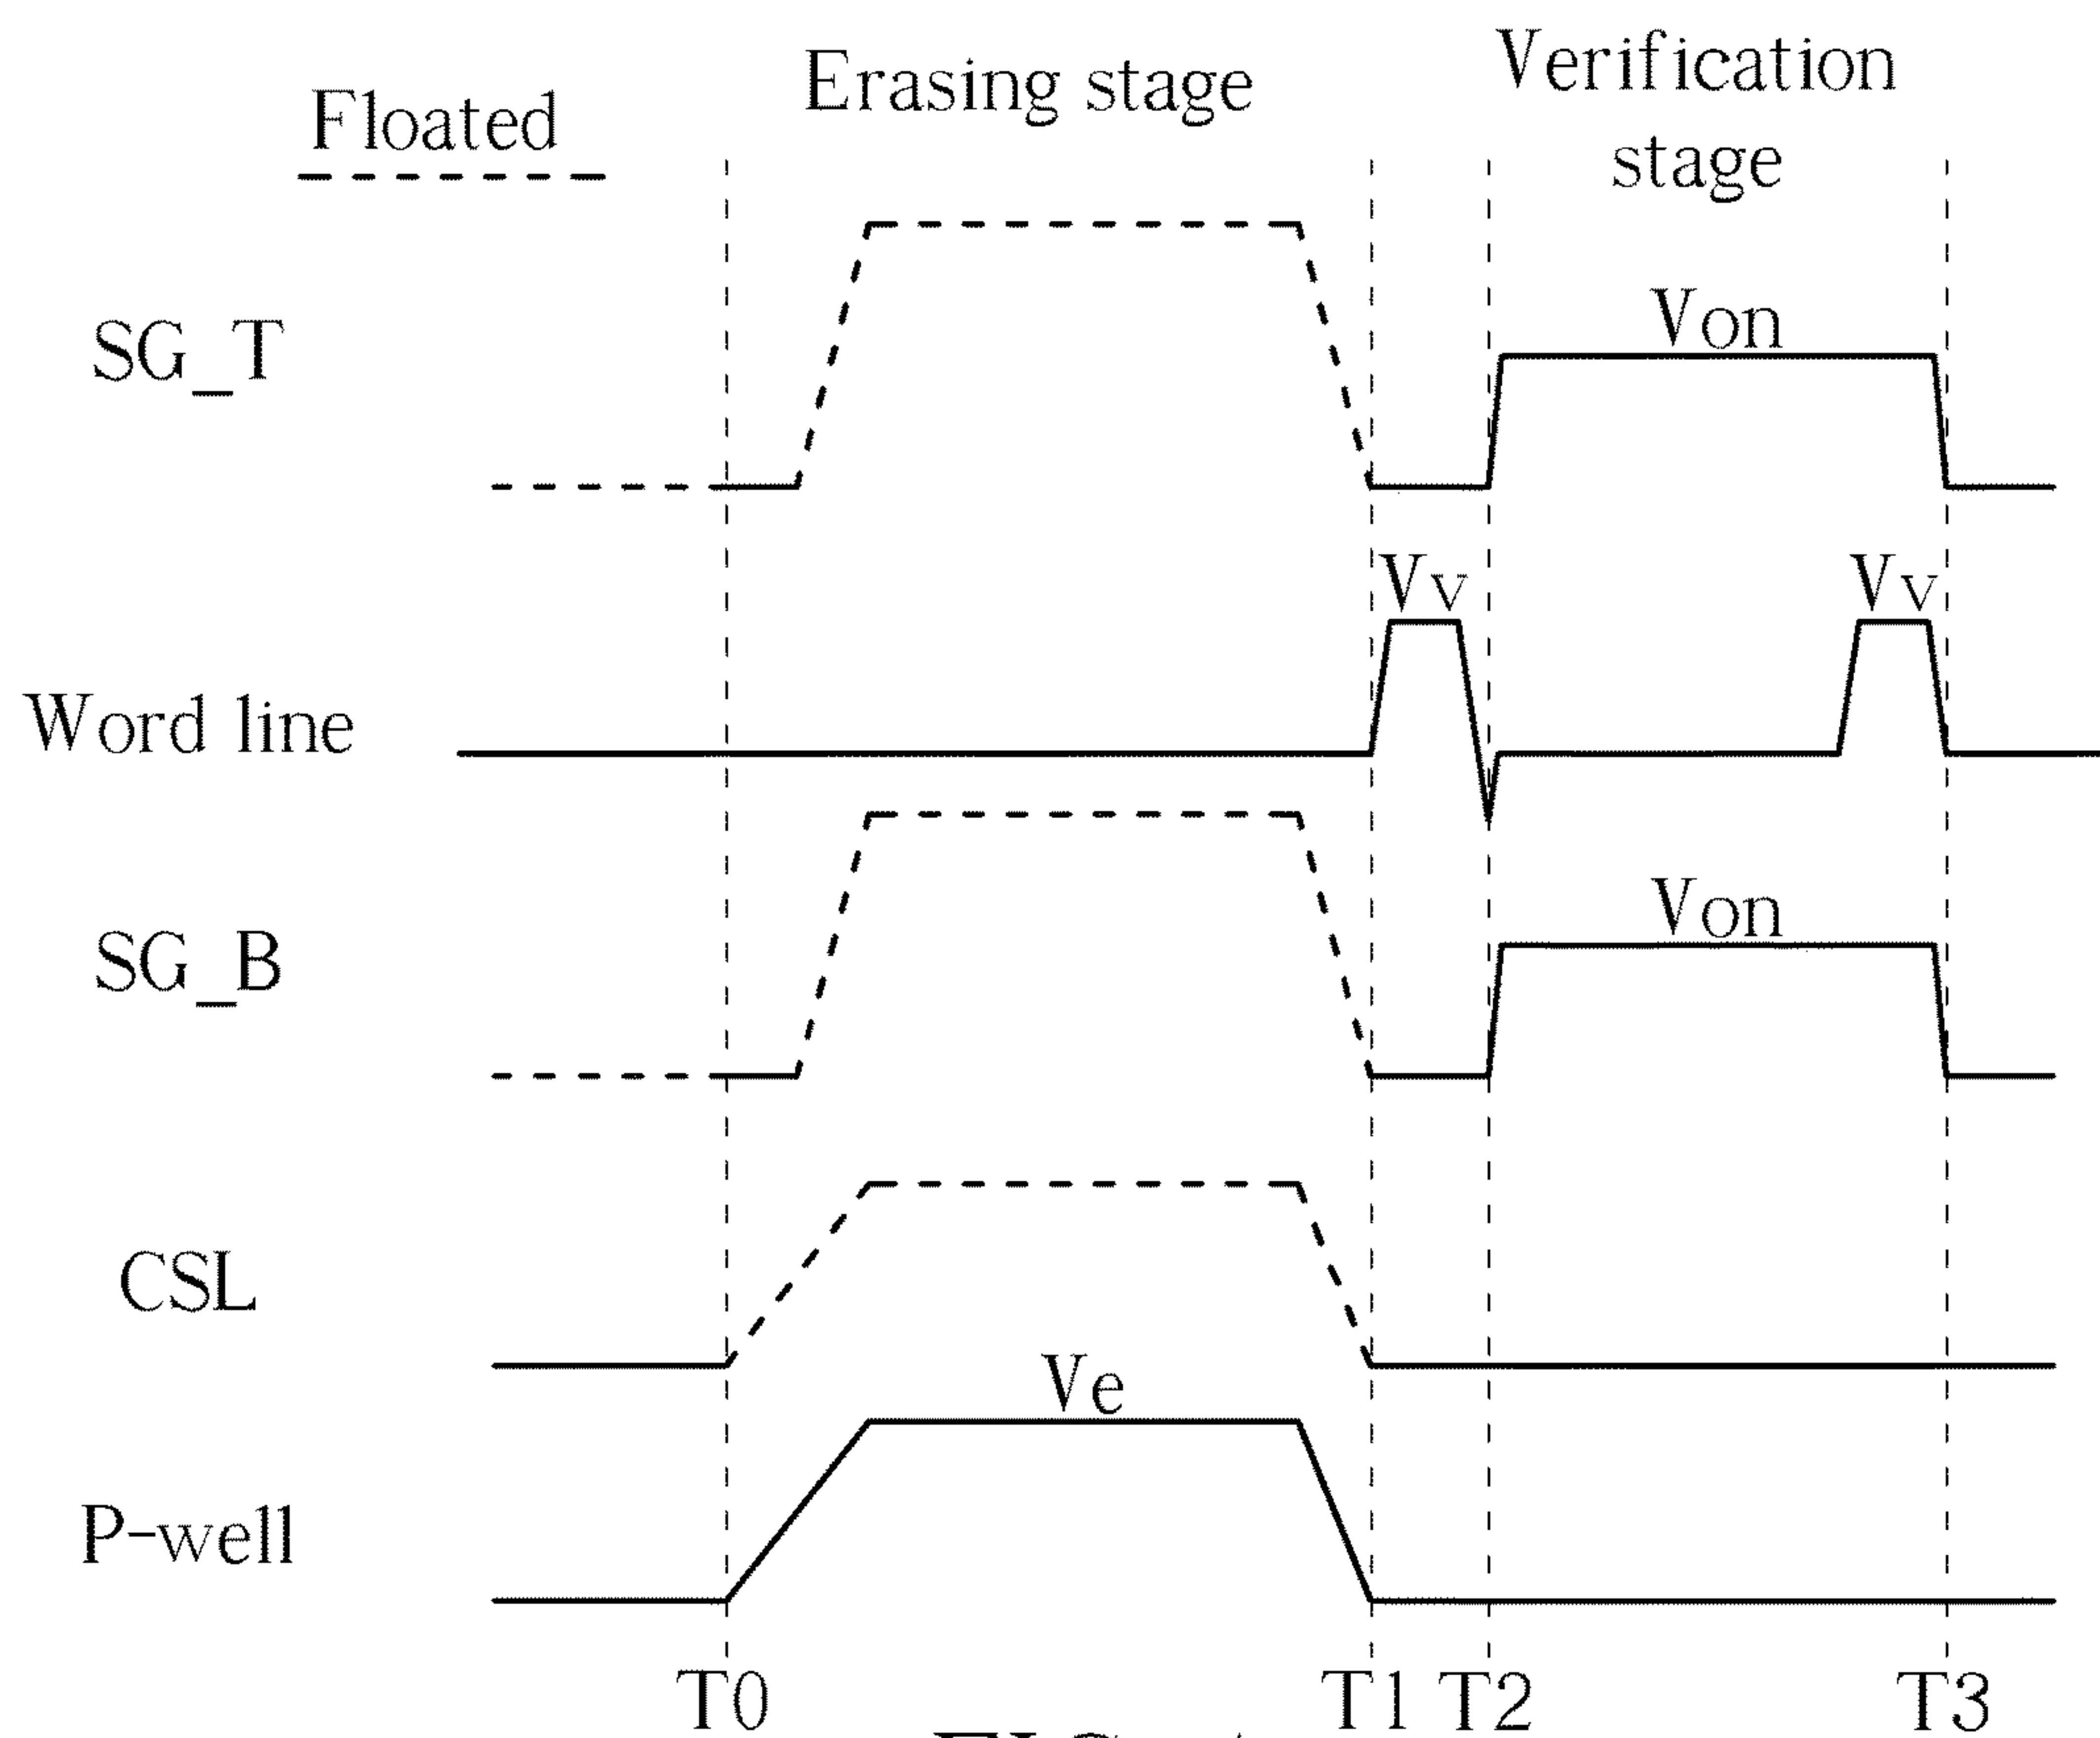 Floated
Erasing stage
Verification
stage
SG_T
Von
Vv
Vv
Word line
SG_B
Von
CSL
Ve
P-well
T0
T1
T2
T3